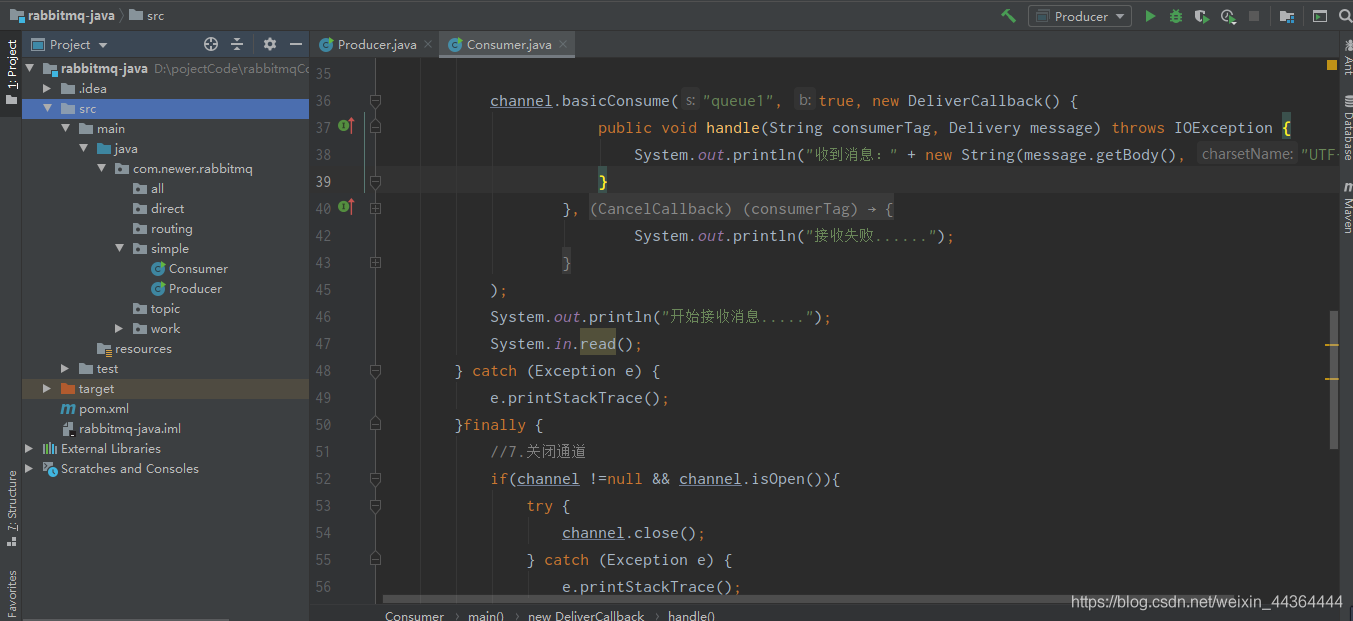 rabbitmq-java src Producer
1: Project
7: Structure
Favorites
Project
rabbitmq-java D:\pojectCode\rabbitmqCo
.idea
src
main
java
com.newer.rabbitmq
all
direct
routing
simple
Consumer
Producer
topic
work
resources
test
target
pom.xml
rabbitmq-java.iml
External Libraries
Scratches and Consoles
Producer.java Consumer.java
35
36 channel.basicConsume( s: "queue1", b: true, new DeliverCallback() {
37 public void handle(String consumerTag, Delivery message) throws IOException {
38 System.out.println("收到消息：" + new String(message.getBody(), charsetName: "UTF-
39 }
40 }, (CancelCallback) (consumerTag) → {
42 System.out.println("接收失败......");
43 }
45 );
46 System.out.println("开始接收消息.....");
47 System.in.read();
48 } catch (Exception e) {
49 e.printStackTrace();
50 }finally {
51 //7.关闭通道
52 if(channel !=null && channel.isOpen()){
53 try {
54 channel.close();
55 } catch (Exception e) {
56 e.printStackTrace();
Consumer main() new DeliverCallback handle()
Ant
Database
Maven
https://blog.csdn.net/weixin_44364444